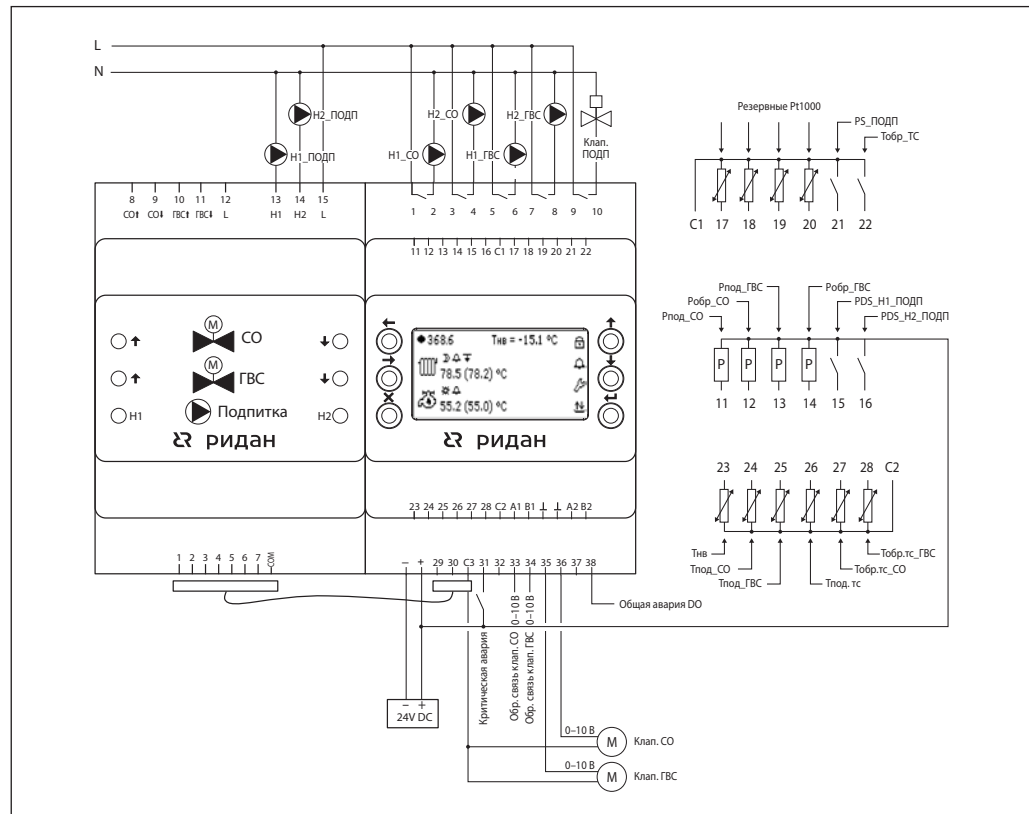 L
N
H2_ПОДП
H1_ПОДП
H2_СО
H2_ГВС
H1_СО
H1_ГВС
Клап.
ПОДП
Резервные Pt1000
PS_ПОДП
Тобр_ТС
C1 17 18 19 20 21 22
8 9 10 11 12 13 14 15
СО⬆ СО⬇ ГВС⬆ ГВС⬇ L H1 H2 L
1 2 3 4 5 6 7 8 9 10
11 12 13 14 15 16 C1 17 18 19 20 21 22
M
СО
M
ГВС
H1
Подпитка
H2
ридан
368.6 Тнв = -15.1 °C
78.5 (78.2) °C
55.2 (55.0) °C
ридан
Рпод_ГВС
Робр_ГВС
Робр_СО
PDS_H1_ПОДП
Рпод_СО
PDS_H2_ПОДП
P P P P
11 12 13 14 15 16
23 24 25 26 27 28 C2
Тнв
Тобр.тс_ГВС
Тпод_СО
Тобр.тс_СО
Тпод_ГВС
Тпод. тс
23 24 25 26 27 28 C2 A1 B1 ⊥ ⊥ A2 B2
1 2 3 4 5 6 7 COM
– + 29 30 C3 31 32 33 34 35 36 37 38
Общая авария DO
Критическая авария
Обр. связь клап. СО 0–10 В
Обр. связь клап. ГВС 0–10 В
– +
24V DC
0–10 В
M
Клап. СО
0–10 В
M
Клап. ГВС